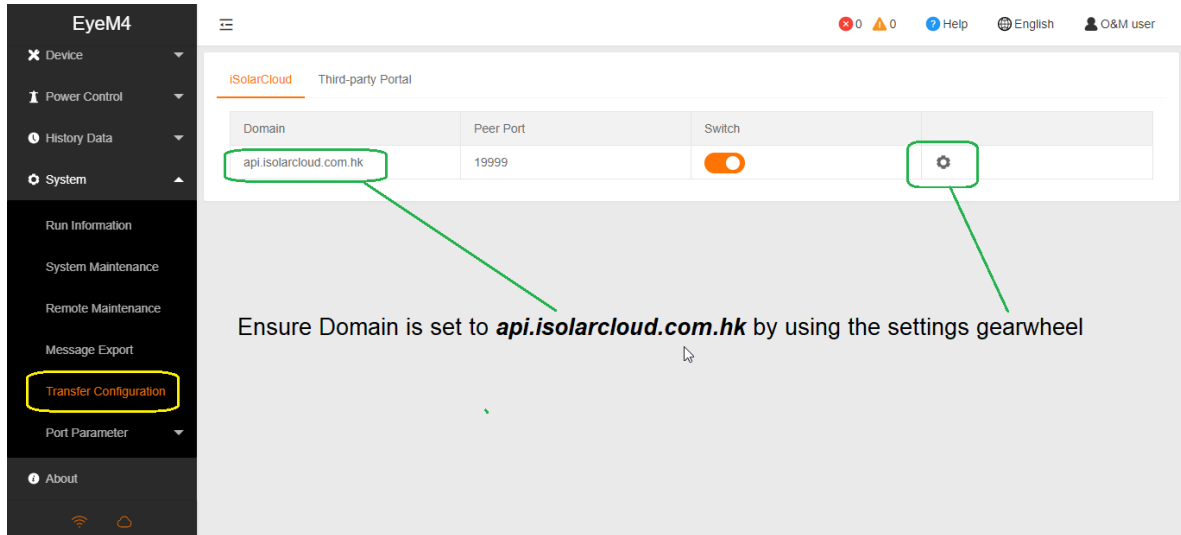 EyeM4
0 0 Help English O&M user
Device
Power Control
History Data
System
Run Information
System Maintenance
Remote Maintenance
Message Export
Transfer Configuration
Port Parameter
About
iSolarCloud Third-party Portal
Domain Peer Port Switch
api.isolarcloud.com.hk 19999
Ensure Domain is set to api.isolarcloud.com.hk by using the settings gearwheel